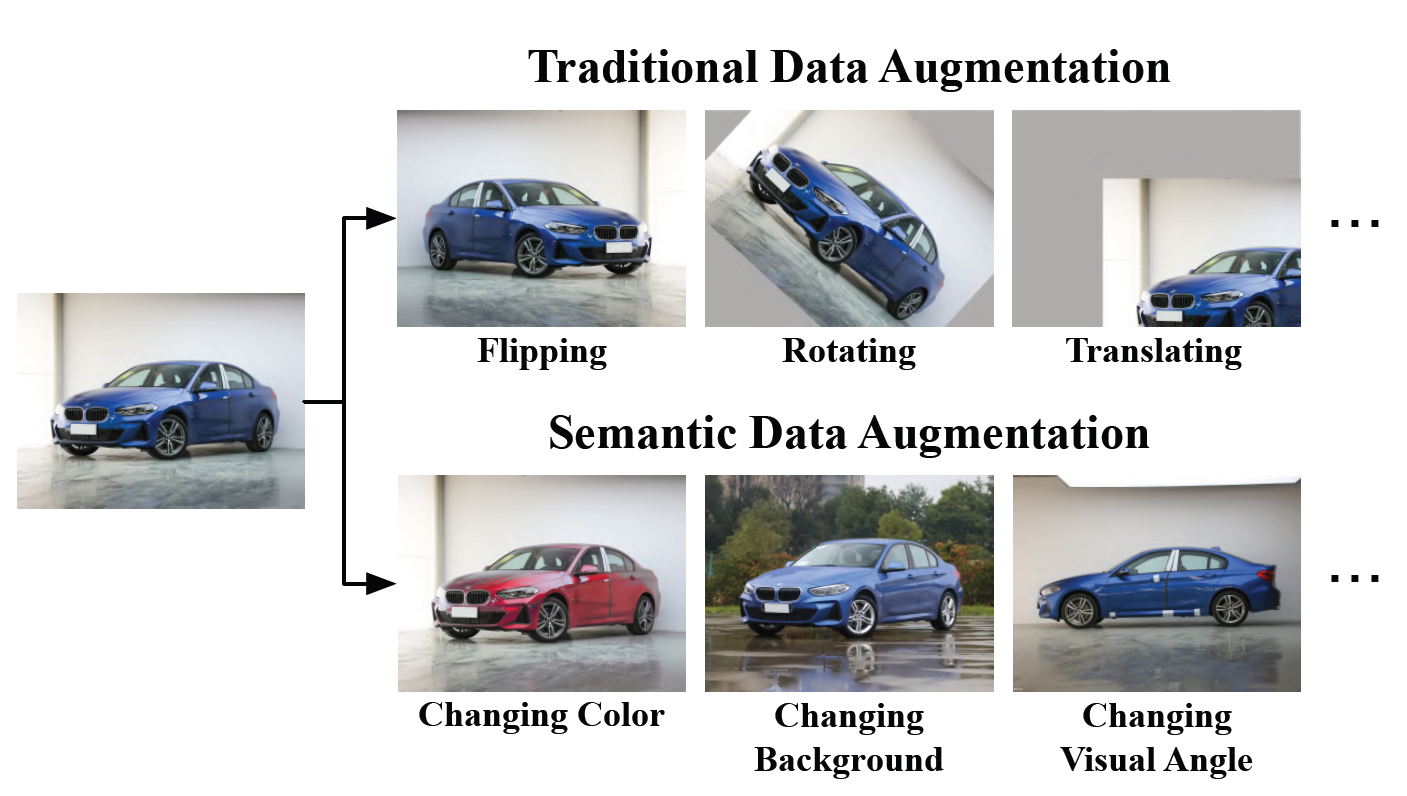 Traditional Data Augmentation
...
Flipping
Rotating
Translating
Semantic Data Augmentation
...
Changing Color
Changing
Background
Changing
Visual Angle